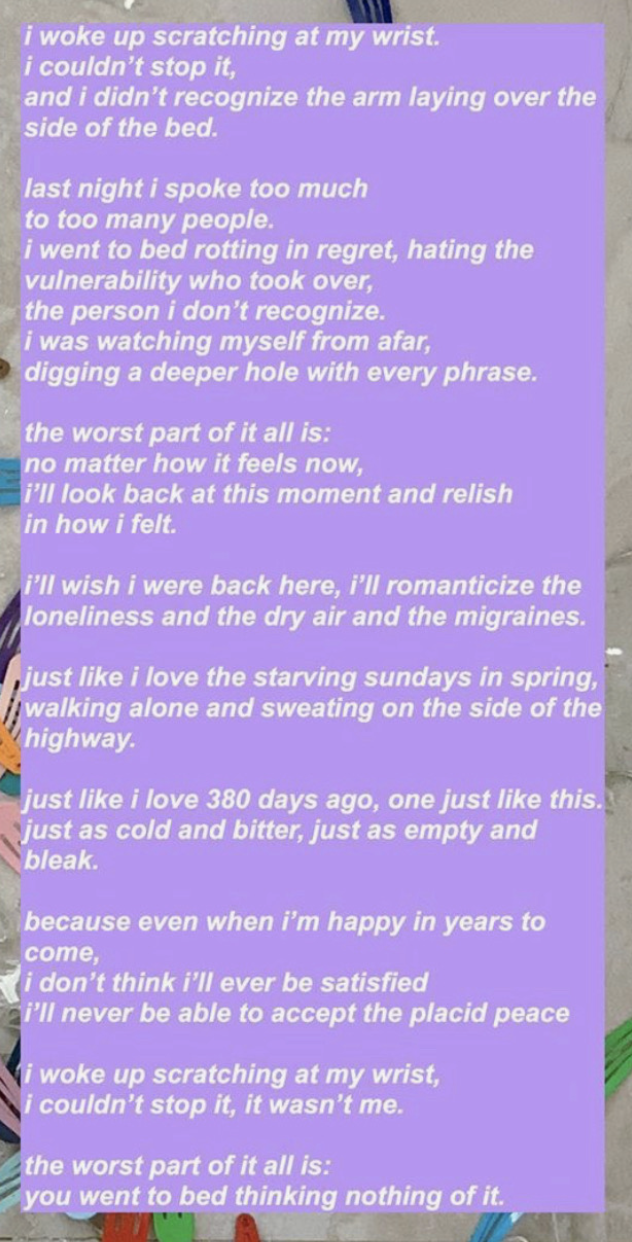 i woke up scratching at my wrist.
i couldn't stop it,
and i didn't recognize the arm laying over the
side of the bed.
last night i spoke too much
to too many people.
i went to bed rotting in regret, hating the
vulnerability who took over,
the person i don't recognize.
i was watching myself from afar,
digging a deeper hole with every phrase.
the worst part of it all is:
no matter how it feels now,
i'll look back at this moment and relish
in how i felt.
i'll wish i were back here, i'll romanticize the
loneliness and the dry air and the migraines.
just like i love the starving sundays in spring,
walking alone and sweating on the side of the
highway.
just like i love 380 days ago, one just like this.
just as cold and bitter, just as empty and
bleak.
because even when i'm happy in years to
come,
i don't think i'll ever be satisfied
i'll never be able to accept the placid peace
i woke up scratching at my wrist,
i couldn't stop it, it wasn't me.
the worst part of it all is:
you went to bed thinking nothing of it.